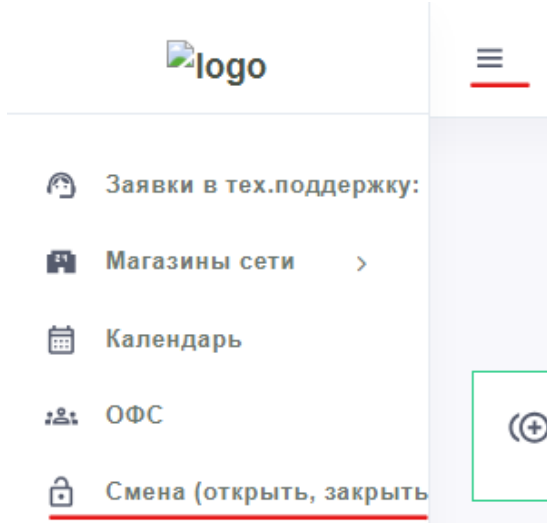 logo
Заявки в тех.поддержку:
Магазины сети
Календарь
ОФС
Смена (открыть, закрыть